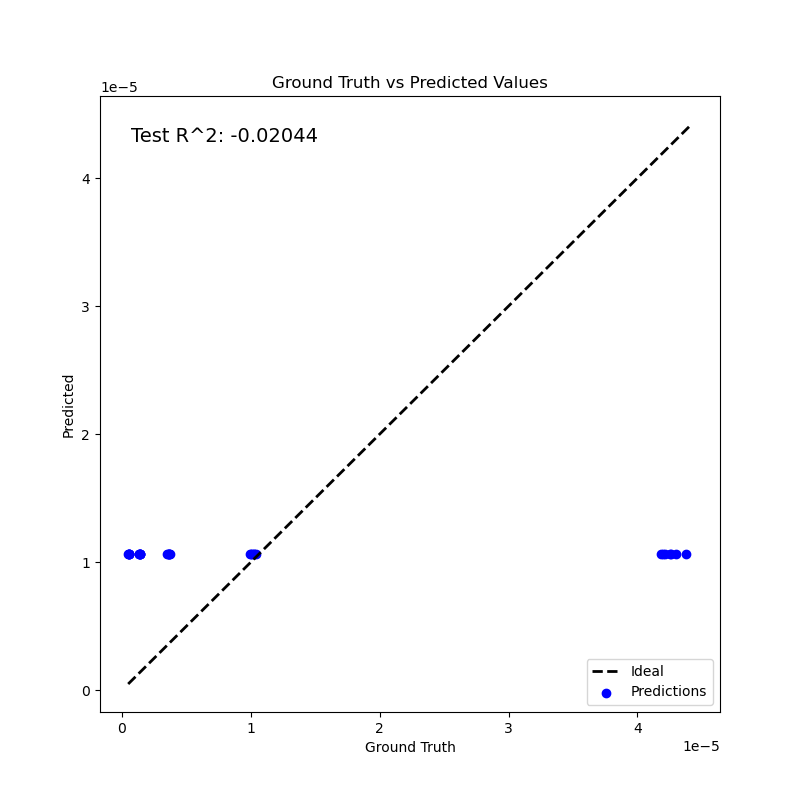 Ground Truth vs Predicted Values
1e−5
Test R^2: -0.02044
4
3
2
1
0
Predicted
Ideal
Predictions
0 1 2 3 4
1e−5
Ground Truth